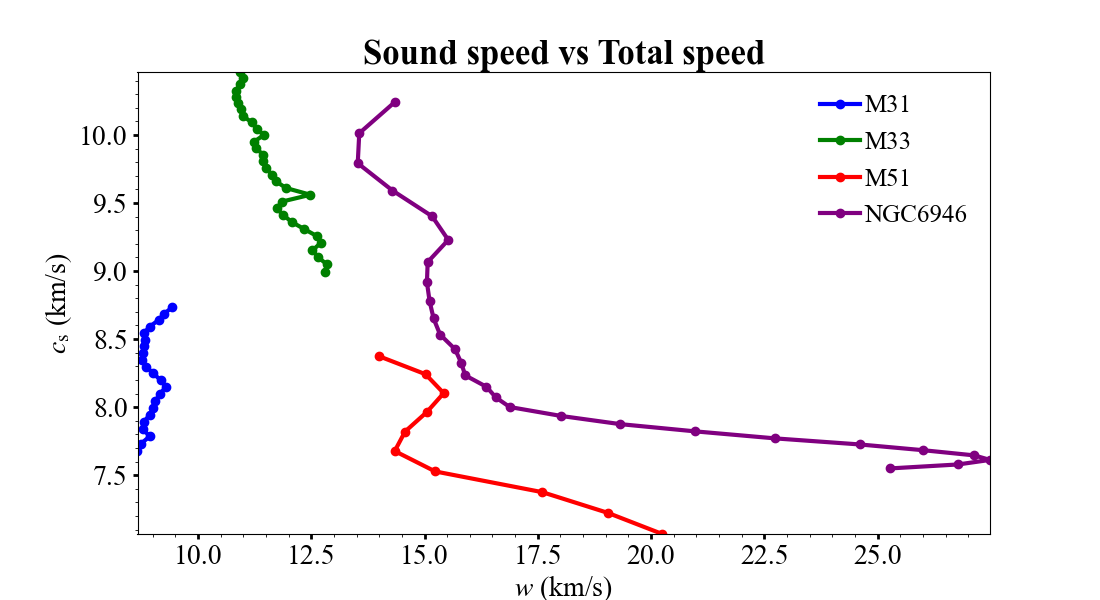 Sound speed vs Total speed
M31
M33
M51
NGC6946
10.0
9.5
9.0
8.5
8.0
7.5
c_s (km/s)
10.0 12.5 15.0 17.5 20.0 22.5 25.0
w (km/s)